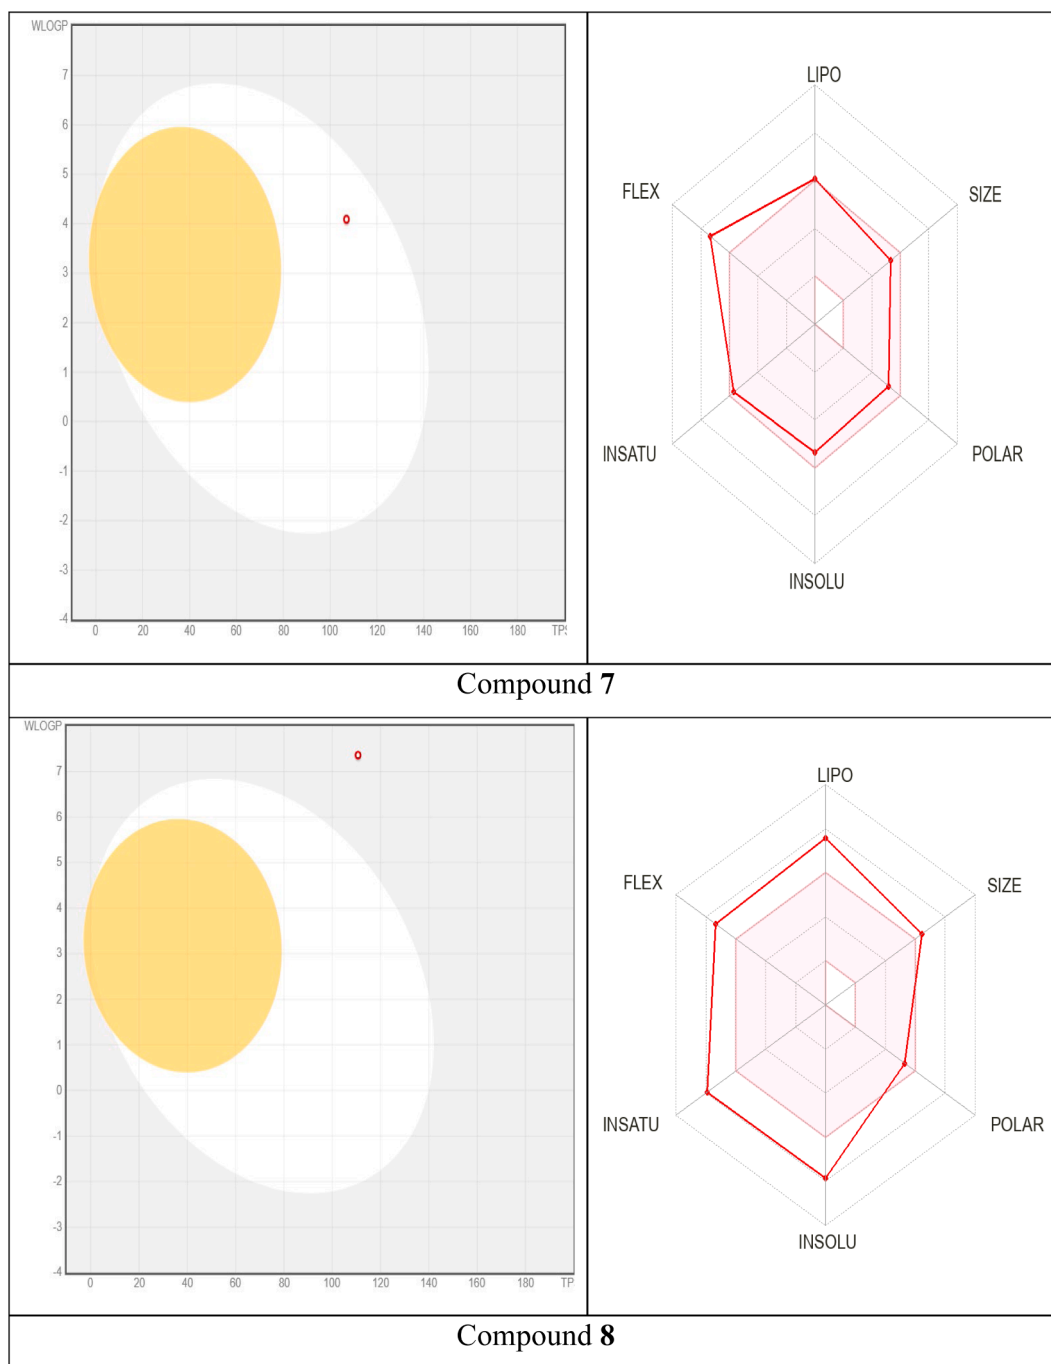 WLOGP
7
6
5
4
3
2
1
0
-1
-2
-3
-4
0 20 40 60 80 100 120 140 160 180 TPS
LIPO
FLEX SIZE
INSATU POLAR
INSOLU
Compound 7
WLOGP
7
6
5
4
3
2
1
0
-1
-2
-3
-4
0 20 40 60 80 100 120 140 160 180 TP
LIPO
FLEX SIZE
INSATU POLAR
INSOLU
Compound 8